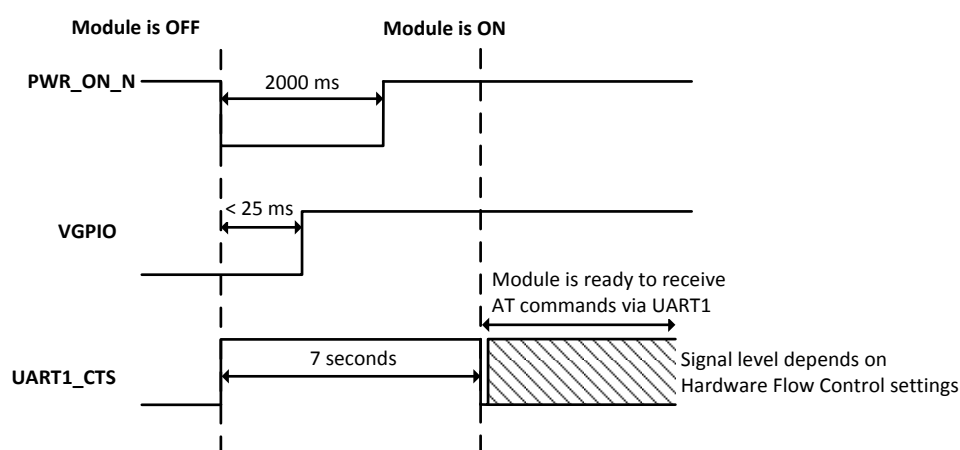 Module is OFF
Module is ON
PWR_ON_N
2000 ms
< 25 ms
VGPIO
Module is ready to receive
AT commands via UART1
UART1_CTS
7 seconds
Signal level depends on
Hardware Flow Control settings